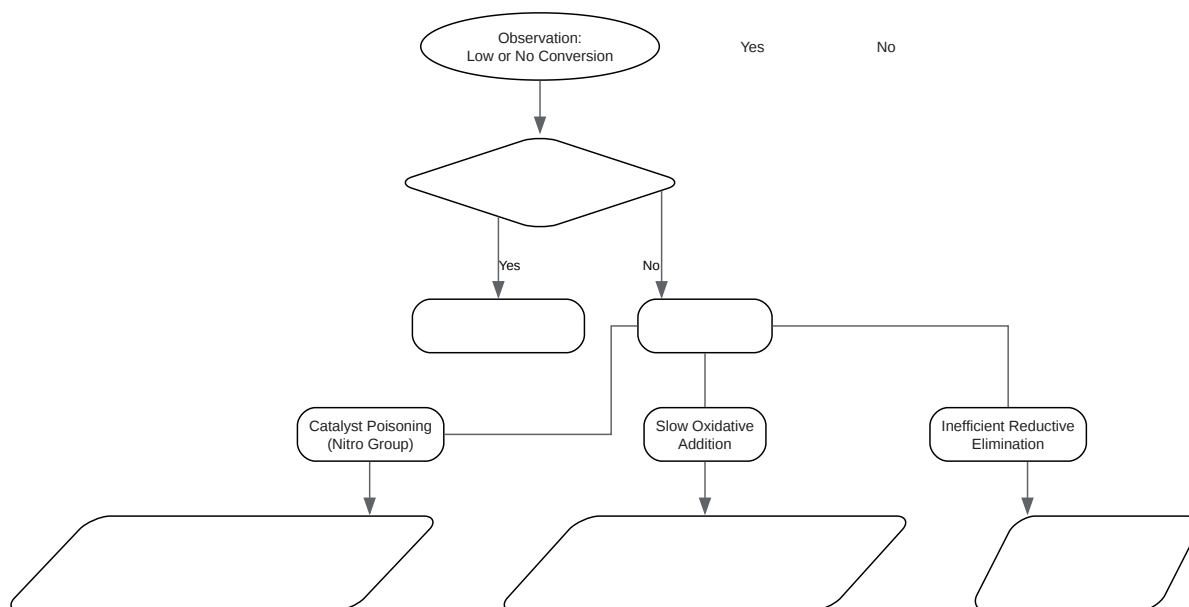 Observation:
Low or No Conversion
Yes
No
Yes
No
Catalyst Poisoning
(Nitro Group)
Slow Oxidative
Addition
Inefficient Reductive
Elimination